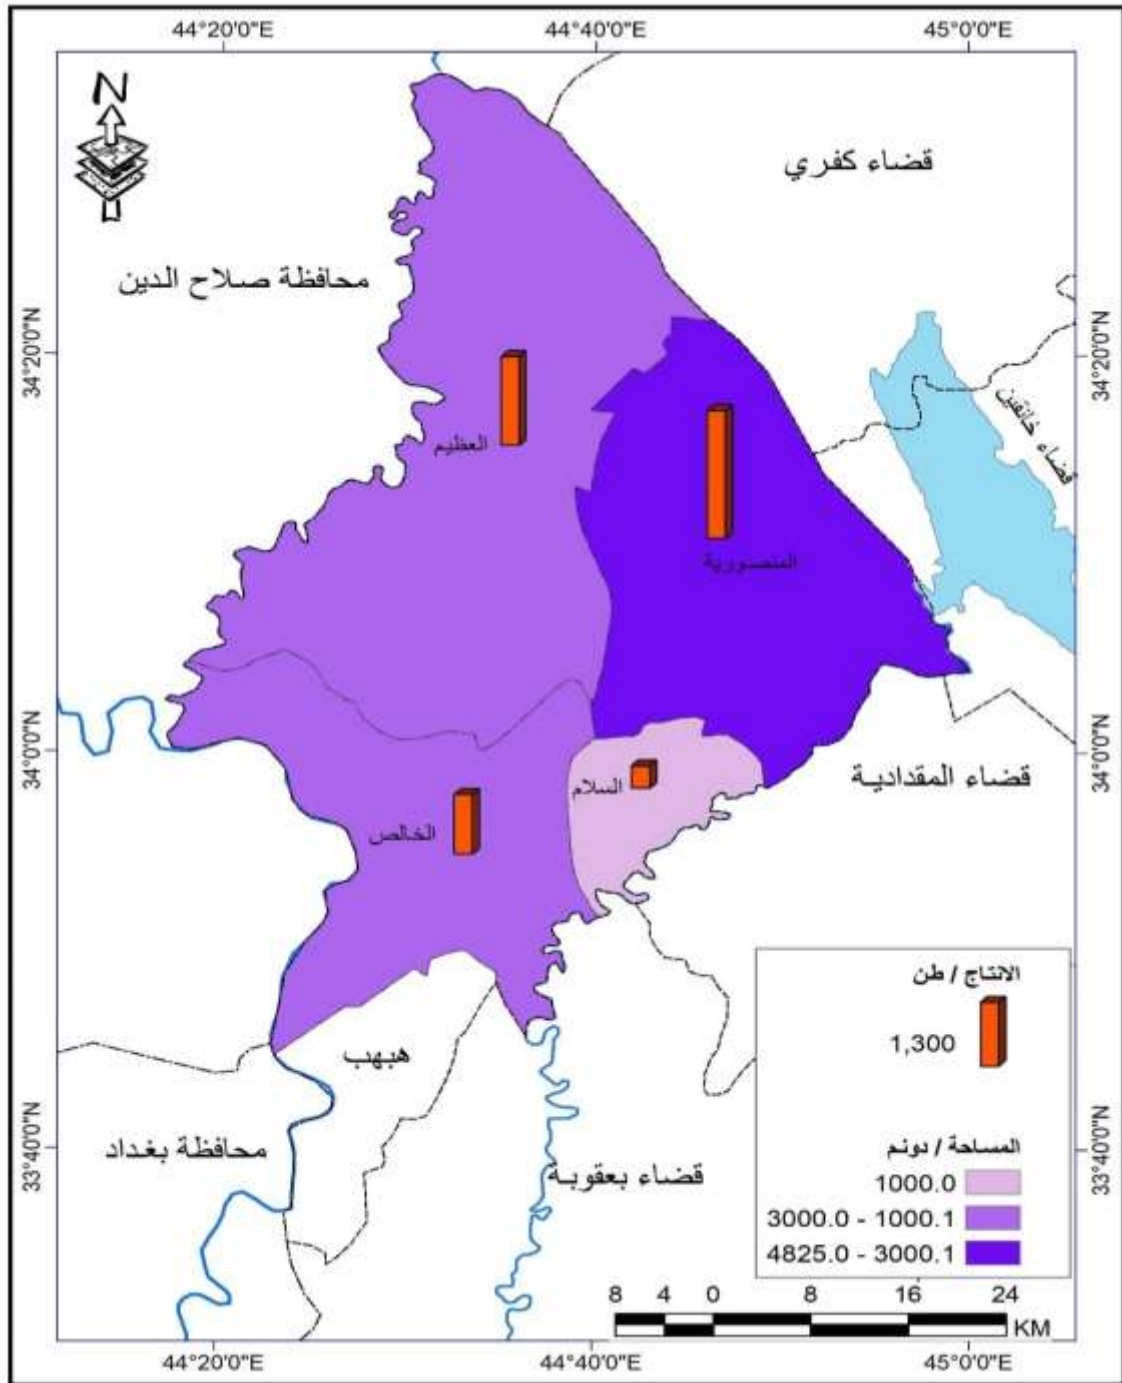 44°20'0"E
44°40'0"E
45°0'0"E
N
قضاء كفري
محافظة صلاح الدين
34°20'0"N
34°20'0"N
قضاء خانقين
العظيم
المنصورية
34°0'0"N
34°0'0"N
قضاء المقدادية
السلام
الخالص
الانتاج / طن
1,300
هبهب
محافظة بغداد
قضاء بعقوبة
33°40'0"N
33°40'0"N
المساحة / دونم
1000.0
3000.0 - 1000.1
4825.0 - 3000.1
8 4 0 8 16 24
KM
44°20'0"E
44°40'0"E
45°0'0"E